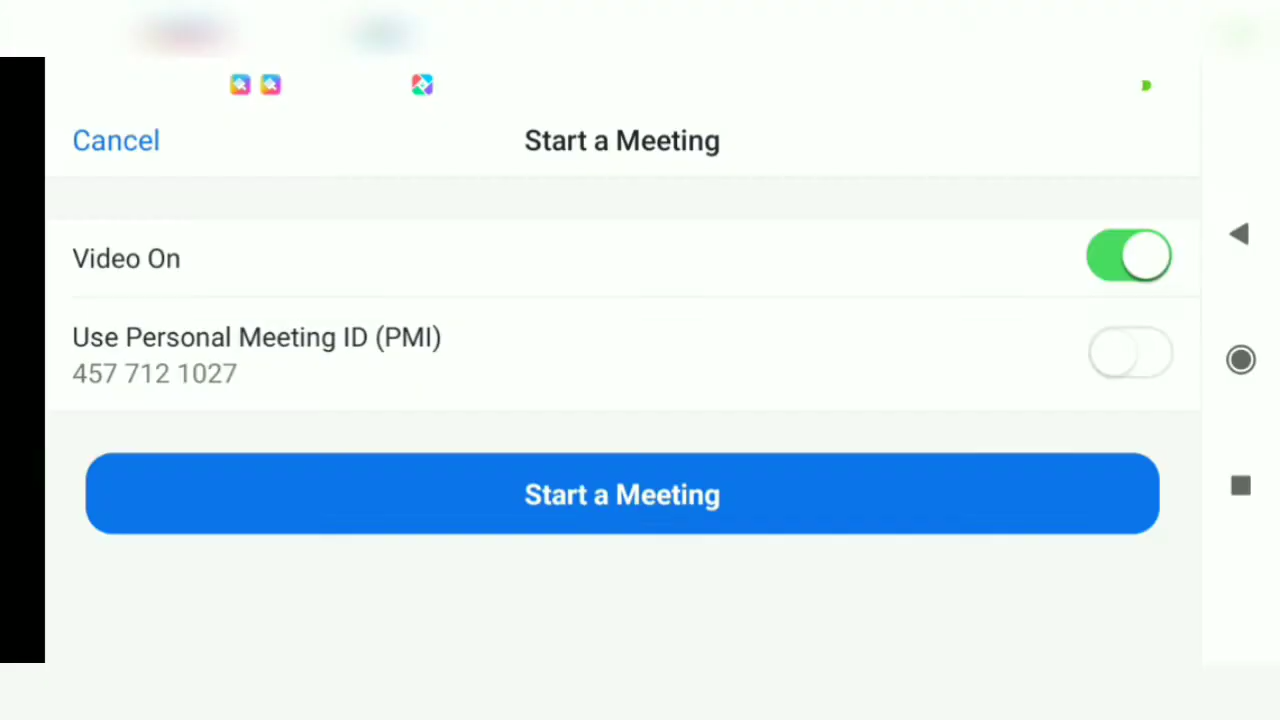 Cancel
Start a Meeting
Video On
Use Personal Meeting ID (PMI)
457 712 1027
Start a Meeting